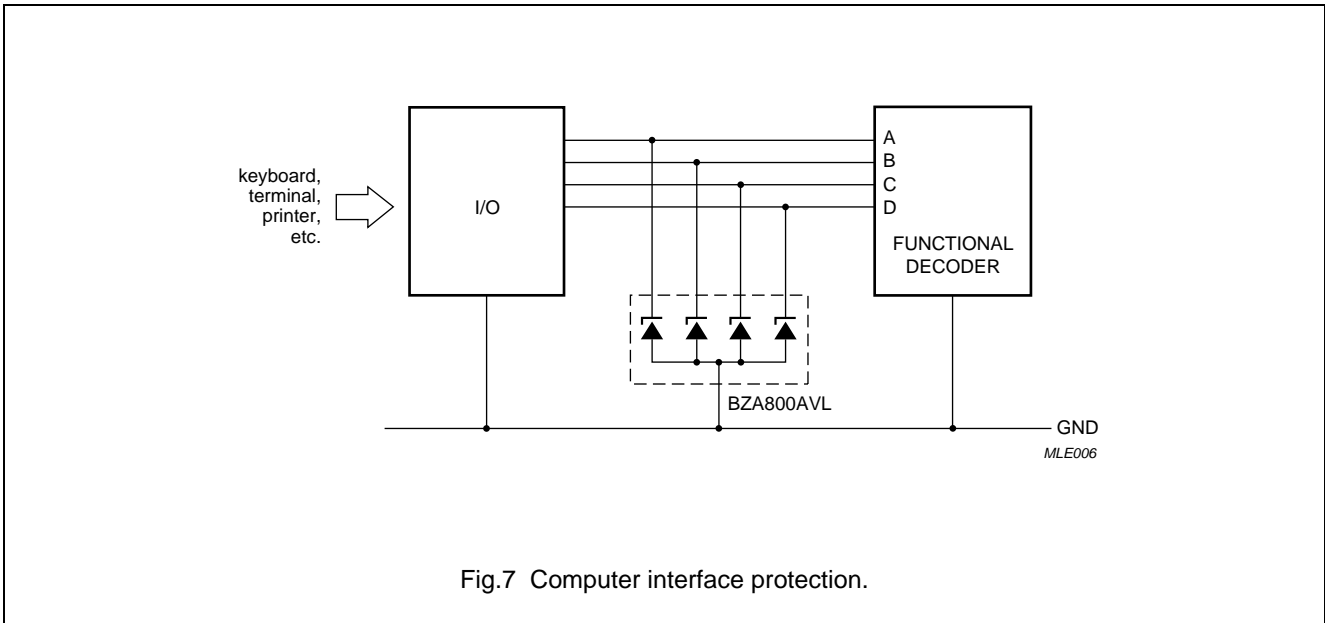 keyboard,
terminal,
printer,
etc.
I/O
A
B
C
D
FUNCTIONAL
DECODER
BZA800AVL
GND
MLE006
Fig.7 Computer interface protection.